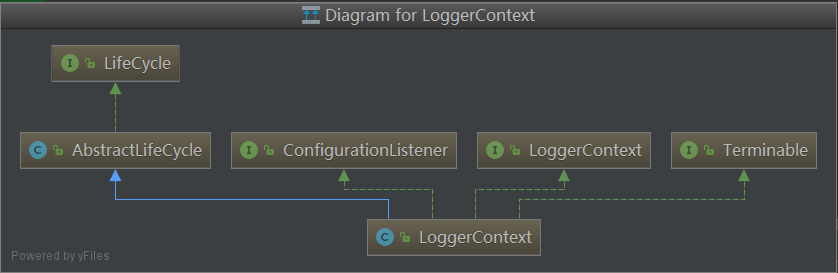 Diagram for LoggerContext
I LifeCycle
C AbstractLifeCycle
I ConfigurationListener
I LoggerContext
I Terminable
C LoggerContext
Powered by yFiles